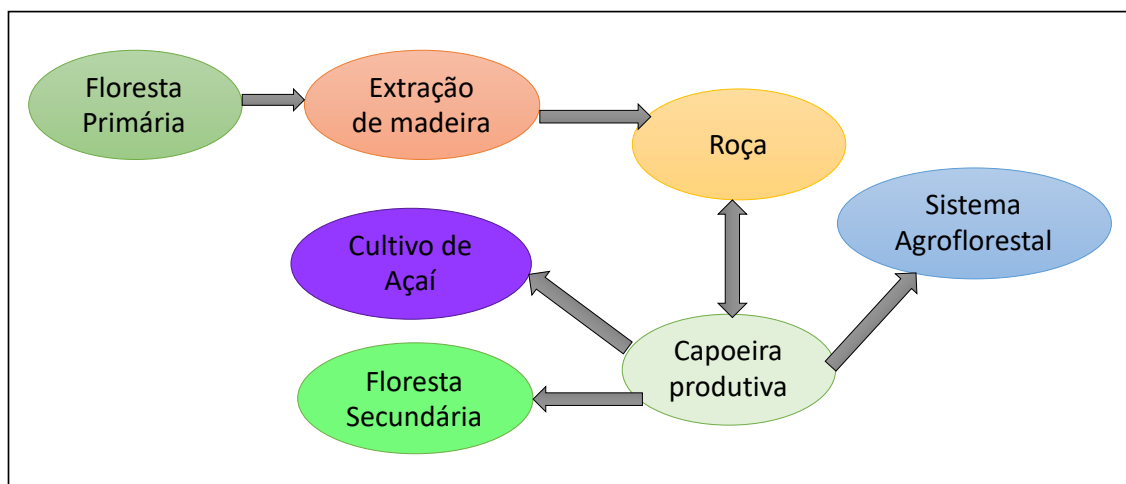 Floresta
Primária
Extração
de madeira
Roça
Sistema
Agroflorestal
Cultivo de
Açaí
Capoeira
produtiva
Floresta
Secundária